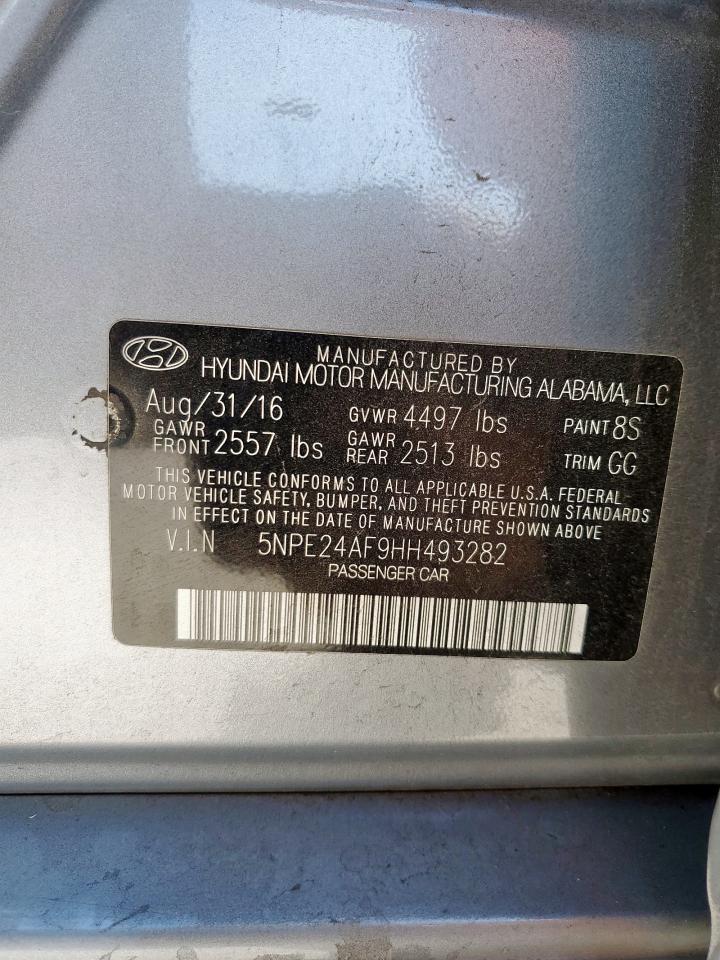 MANUFACTURED BY
HYUNDAI MOTOR MANUFACTURING ALABAMA, LLC
Aug/31/16 GVWR 4497 lbs PAINT 8S
GAWR FRONT 2557 lbs GAWR REAR 2513 lbs TRIM GG
THIS VEHICLE CONFORMS TO ALL APPLICABLE U.S.A. FEDERAL
MOTOR VEHICLE SAFETY, BUMPER, AND THEFT PREVENTION STANDARDS
IN EFFECT ON THE DATE OF MANUFACTURE SHOWN ABOVE
V.I.N 5NPE24AF9HH493282
PASSENGER CAR